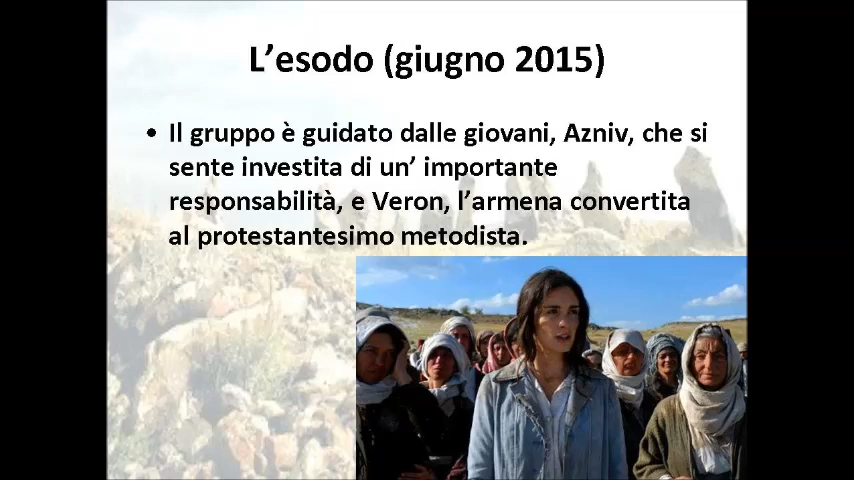 L’esodo (giugno 2015)
• Il gruppo è guidato dalle giovani, Azniv, che si
sente investita di un’ importante
responsabilità, e Veron, l’armena convertita
al protestantesimo metodista.